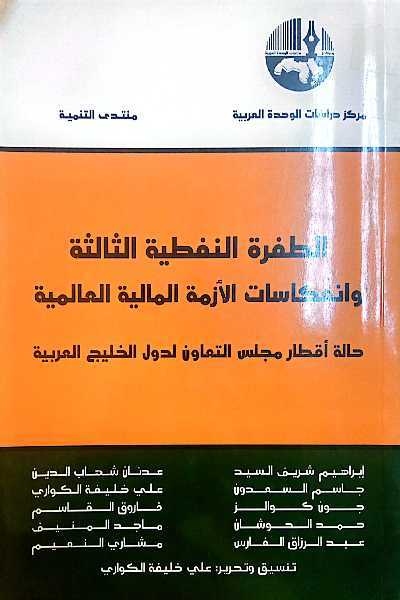 مركز دراسات الوحدة العربية
منتدى التنمية
الطفرة النفطية الثالثة
وانعكاسات الأزمة المالية العالمية
حالة أقطار مجلس التعاون لدول الخليج العربية
إبراهيم شريف السيد
جاسم السعدون
جون كوالز
حمد الحوشان
عبد الرزاق الفارس
عدنان شهاب الدين
علي خليفة الكواري
فاروق القاسم
ماجد المنيف
مشاري النعيم
تنسيق وتحرير: علي خليفة الكواري